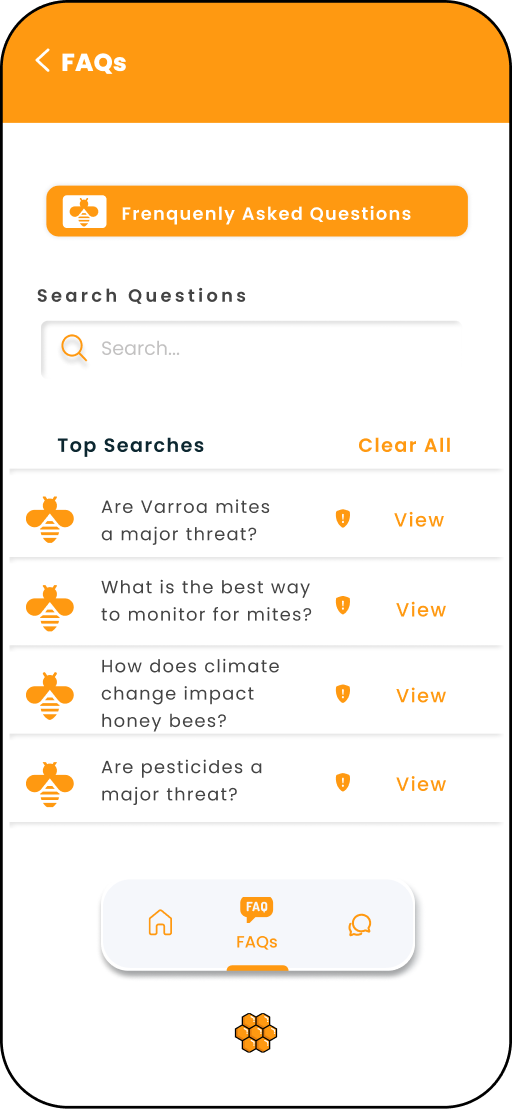 FAQs
Frenquenly Asked Questions
Search Questions
Search...
Top Searches
Clear All
Are Varroa mites
a major threat?
View
What is the best way
to monitor for mites?
View
How does climate
change impact
honey bees?
View
Are pesticides a
major threat?
View
FAQ
FAQs